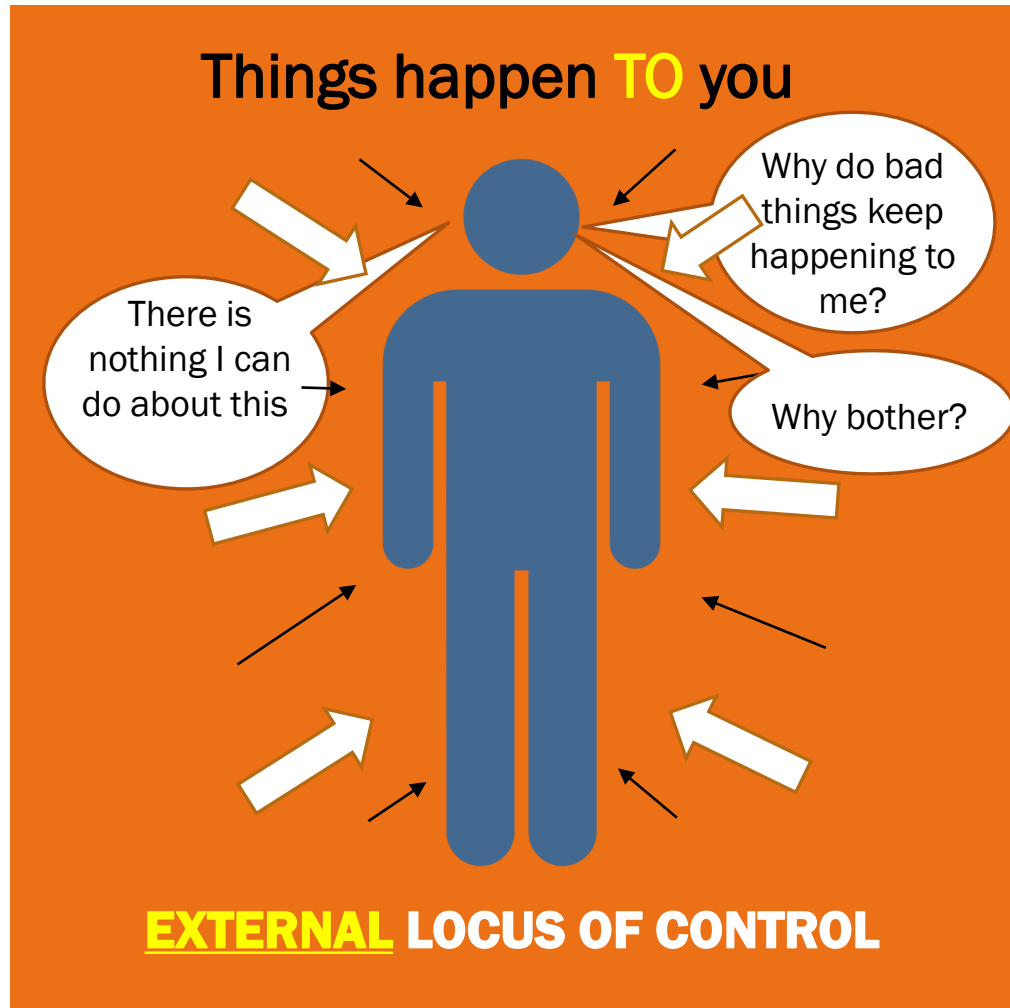 Things happen TO you
Why do bad
things keep
happening to
me?
There is
nothing I can
do about this
Why bother?
EXTERNAL LOCUS OF CONTROL